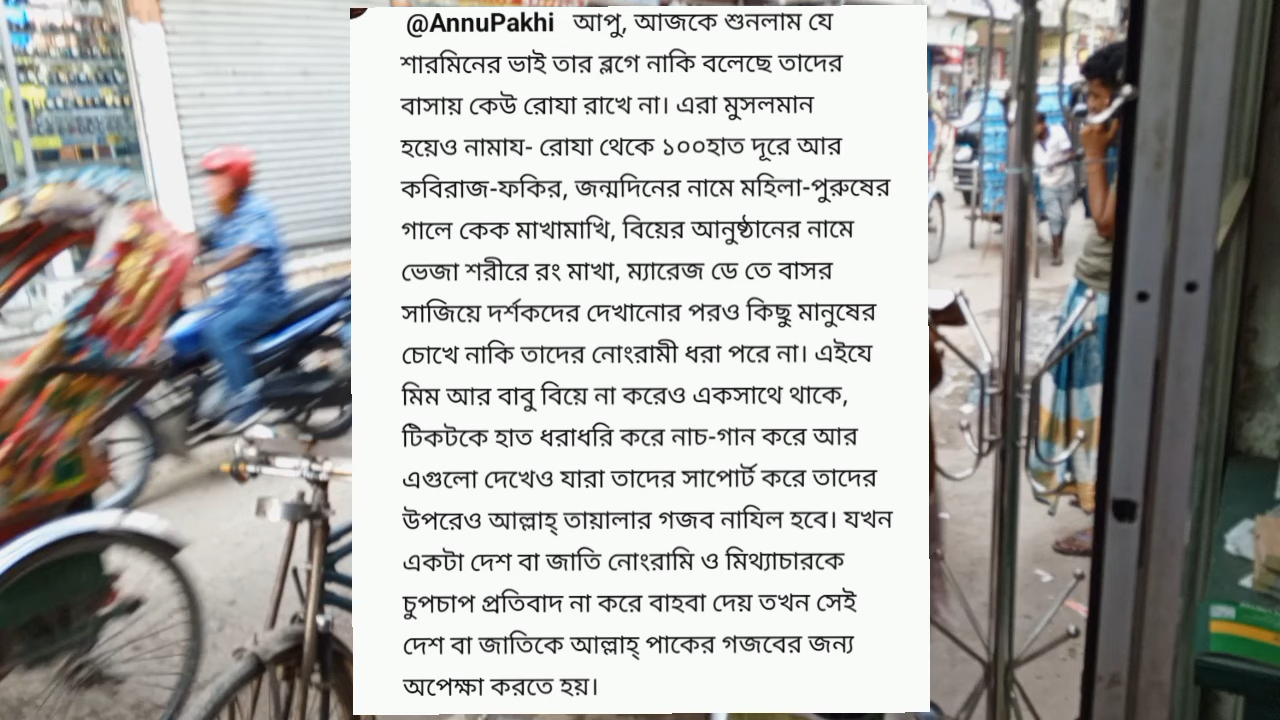 @AnnuPakhi আপু, আজকে শুনলাম যে
শারমিনের ভাই তার ব্লগে নাকি বলেছে তাদের
বাসায় কেউ রোযা রাখে না। এরা মুসলমান
হয়েও নামায- রোযা থেকে ১০০হাত দূরে আর
কবিরাজ-ফকির, জন্মদিনের নামে মহিলা-পুরুষের
গালে কেক মাখামাখি, বিয়ের আনুষ্ঠানের নামে
ভেজা শরীরে রং মাখা, ম্যারেজ ডে তে বাসর
সাজিয়ে দর্শকদের দেখানোর পরও কিছু মানুষের
চোখে নাকি তাদের নোংরামী ধরা পরে না। এইযে
মিম আর বাবু বিয়ে না করেও একসাথে থাকে,
টিকটকে হাত ধরাধরি করে নাচ-গান করে আর
এগুলো দেখেও যারা তাদের সাপোর্ট করে তাদের
উপরেও আল্লাহ্ তায়ালার গজব নাযিল হবে। যখন
একটা দেশ বা জাতি নোংরামি ও মিথ্যাচারকে
চুপচাপ প্রতিবাদ না করে বাহবা দেয় তখন সেই
দেশ বা জাতিকে আল্লাহ্ পাকের গজবের জন্য
অপেক্ষা করতে হয়।